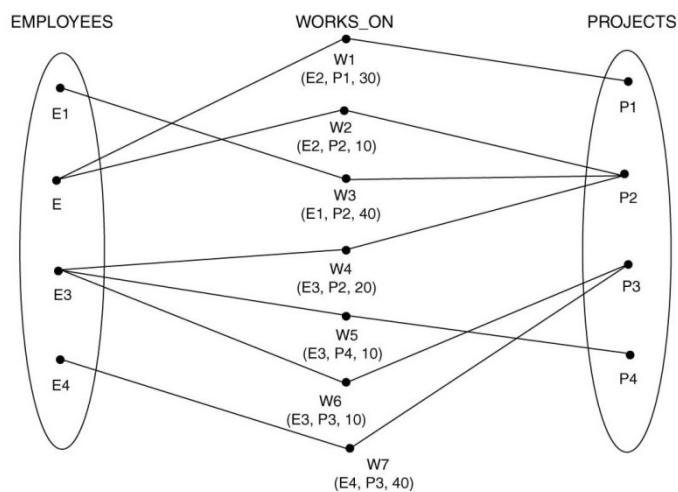 EMPLOYEES
WORKS_ON
PROJECTS
W1
(E2, P1, 30)
E1
P1
W2
(E2, P2, 10)
E
P2
W3
(E1, P2, 40)
W4
(E3, P2, 20)
E3
P3
W5
(E3, P4, 10)
E4
P4
W6
(E3, P3, 10)
W7
(E4, P3, 40)